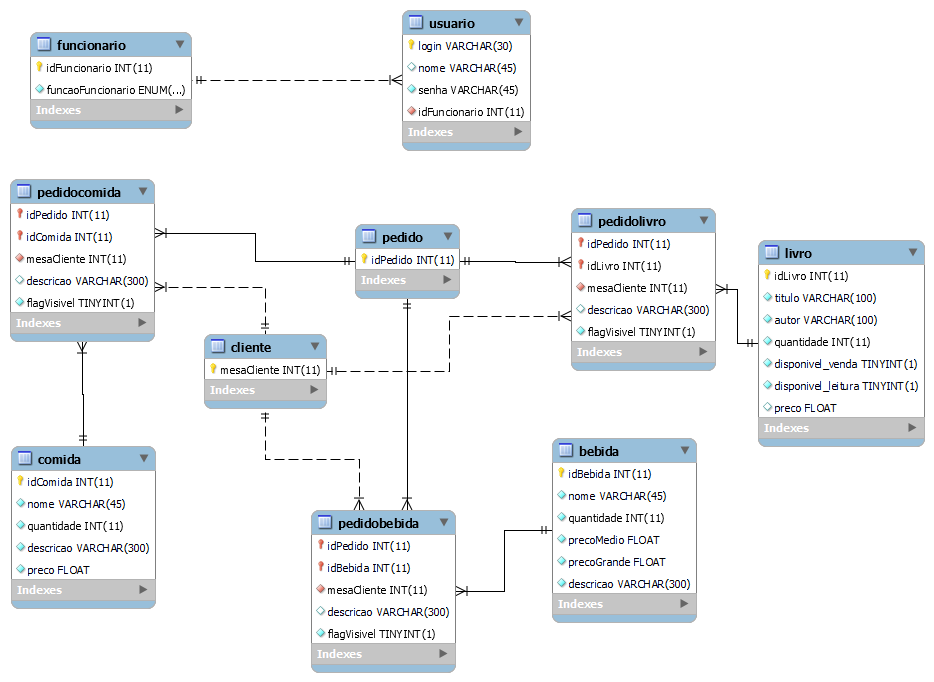 funcionario
idFuncionario INT(11)
funcaoFuncionario ENUM(...)
Indexes
usuario
login VARCHAR(30)
nome VARCHAR(45)
senha VARCHAR(45)
idFuncionario INT(11)
Indexes
pedidocomida
idPedido INT(11)
idComida INT(11)
mesaCliente INT(11)
descricao VARCHAR(300)
flagVisivel TINYINT(1)
Indexes
pedido
idPedido INT(11)
Indexes
pedidolivro
idPedido INT(11)
idLivro INT(11)
mesaCliente INT(11)
descricao VARCHAR(300)
flagVisivel TINYINT(1)
Indexes
livro
idLivro INT(11)
titulo VARCHAR(100)
autor VARCHAR(100)
quantidade INT(11)
disponivel_venda TINYINT(1)
disponivel_leitura TINYINT(1)
preco FLOAT
Indexes
cliente
mesaCliente INT(11)
Indexes
comida
idComida INT(11)
nome VARCHAR(45)
quantidade INT(11)
descricao VARCHAR(300)
preco FLOAT
Indexes
pedidobebida
idPedido INT(11)
idBebida INT(11)
mesaCliente INT(11)
descricao VARCHAR(300)
flagVisivel TINYINT(1)
Indexes
bebida
idBebida INT(11)
nome VARCHAR(45)
quantidade INT(11)
precoMedio FLOAT
precoGrande FLOAT
descricao VARCHAR(300)
Indexes